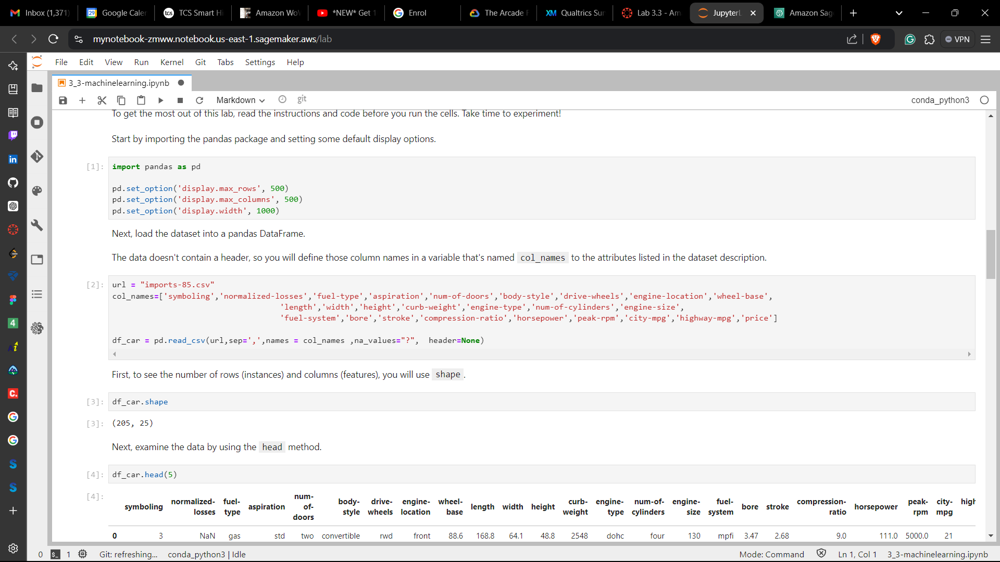 Inbox (1,371)
Google Caler
TCS Smart Hi
Amazon Wo
*NEW* Get 1
Enrol
The Arcade F
Qualtrics Sur
Lab 3.3 - Am
JupyterL
Amazon Sag
mynotebook-zmww.notebook.us-east-1.sagemaker.aws/lab
VPN
File Edit View Run Kernel Git Tabs Settings Help
3_3-machinelearning.ipynb
Markdown
git
conda_python3
To get the most out of this lab, read the instructions and code before you run the cells. Take time to experiment!
Start by importing the pandas package and setting some default display options.
[1]: import pandas as pd
pd.set_option('display.max_rows', 500)
pd.set_option('display.max_columns', 500)
pd.set_option('display.width', 1000)
Next, load the dataset into a pandas DataFrame.
The data doesn't contain a header, so you will define those column names in a variable that's named col_names to the attributes listed in the dataset description.
[2]: url = "imports-85.csv"
col_names=['symboling','normalized-losses','fuel-type','aspiration','num-of-doors','body-style','drive-wheels','engine-location','wheel-base',
'length','width','height','curb-weight','engine-type','num-of-cylinders','engine-size',
'fuel-system','bore','stroke','compression-ratio','horsepower','peak-rpm','city-mpg','highway-mpg','price']
df_car = pd.read_csv(url,sep=',',names = col_names ,na_values="?",  header=None)
First, to see the number of rows (instances) and columns (features), you will use shape.
[3]: df_car.shape
[3]: (205, 25)
Next, examine the data by using the head method.
[4]: df_car.head(5)
[4]:
symboling normalized-losses fuel-type aspiration num-of-doors body-style drive-wheels engine-location wheel-base length width height curb-weight engine-type num-of-cylinders engine-size fuel-system bore stroke compression-ratio horsepower peak-rpm city-mpg high
0 3 NaN gas std two convertible rwd front 88.6 168.8 64.1 48.8 2548 dohc four 130 mpfi 3.47 2.68 9.0 111.0 5000.0 21
0 1 Git: refreshing... conda_python3 | Idle
Mode: Command Ln 1, Col 1 3_3-machinelearning.ipynb